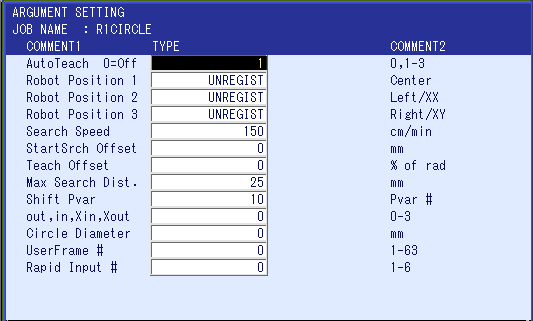 ARGUMENT SETTING
JOB NAME : R1CIRCLE
COMMENT1 TYPE COMMENT2
AutoTeach 0=Off 1 0,1-3
Robot Position 1 UNREGIST Center
Robot Position 2 UNREGIST Left/XX
Robot Position 3 UNREGIST Right/XY
Search Speed 150 cm/min
StartSrch Offset 0 mm
Teach Offset 0 % of rad
Max Search Dist. 25 mm
Shift Pvar 10 Pvar #
out,in,Xin,Xout 0 0-3
Circle Diameter 0 mm
UserFrame # 0 1-63
Rapid Input # 0 1-6